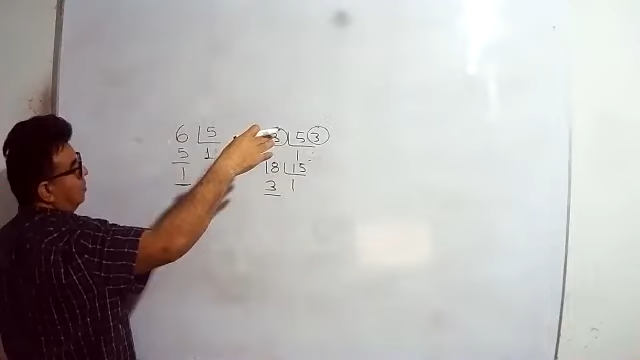 6 5 3 5 3
5 1 1
1 18 15
3 1